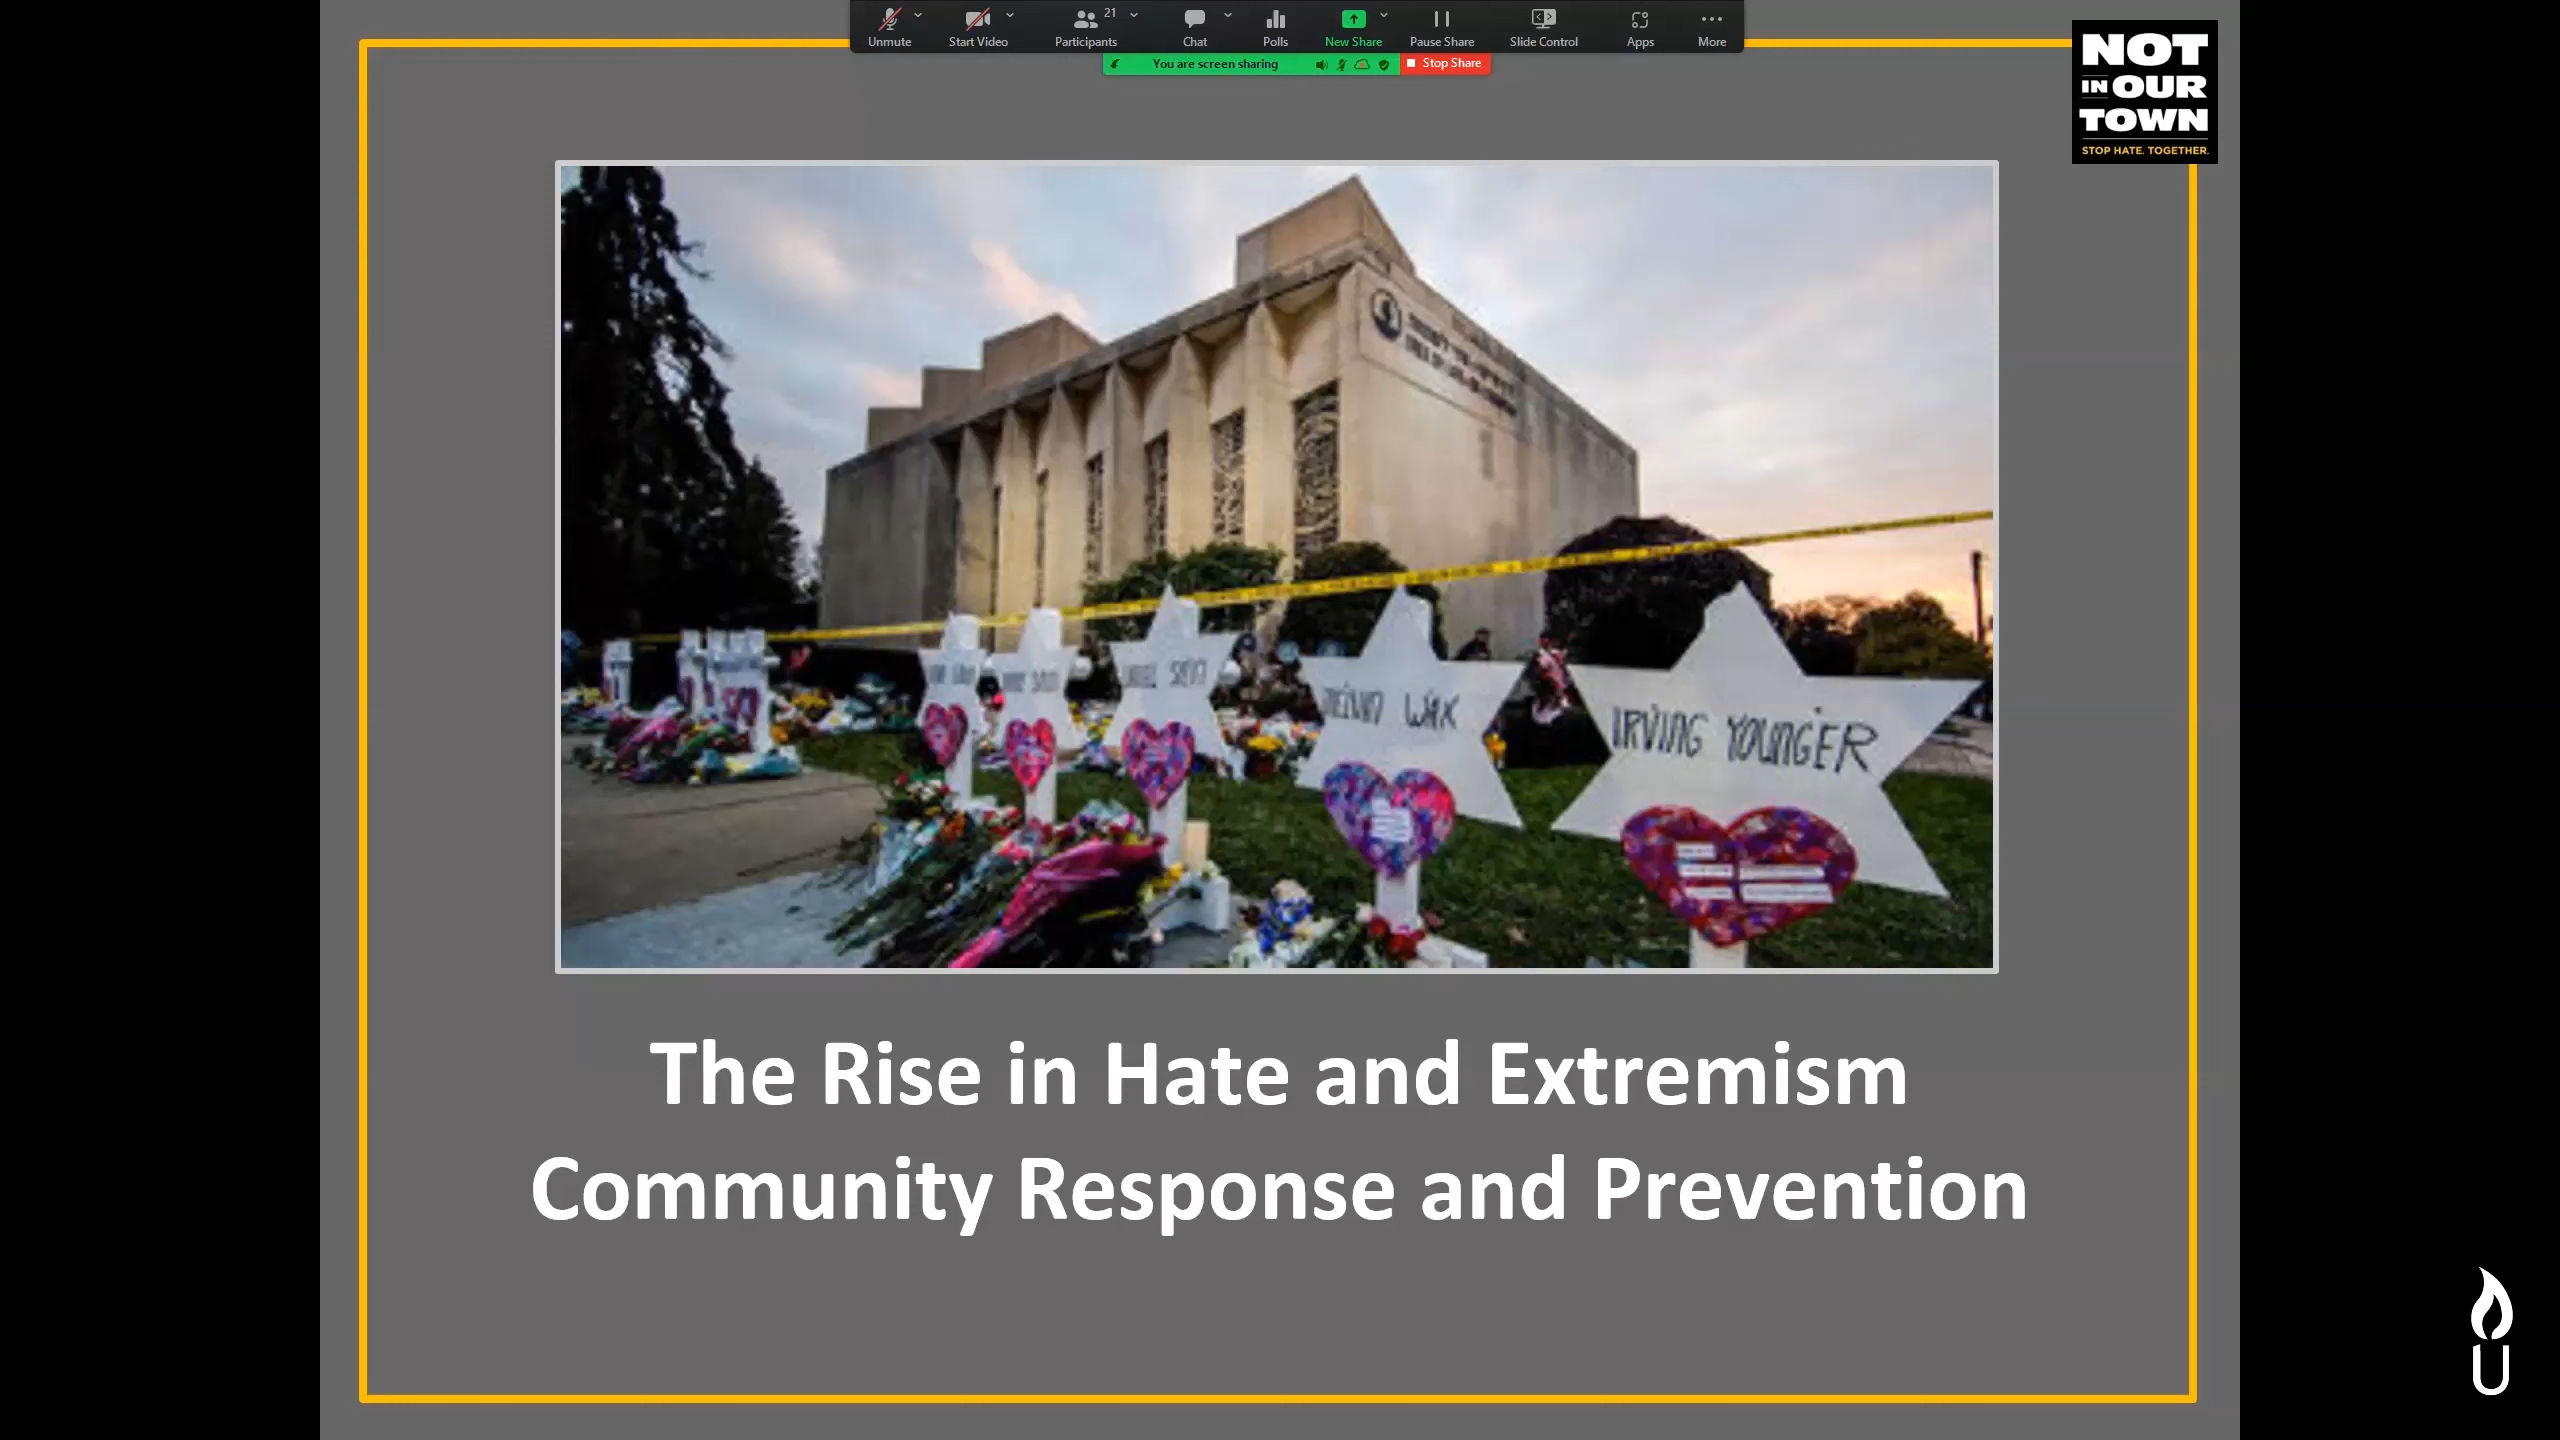 Unmute
Start Video
Participants
21
Chat
Polls
New Share
Pause Share
Slide Control
Apps
More
You are screen sharing
Stop Share
NOT
IN OUR
TOWN
STOP HATE. TOGETHER.
WAX
IRVING YOUNGER
The Rise in Hate and Extremism
Community Response and Prevention